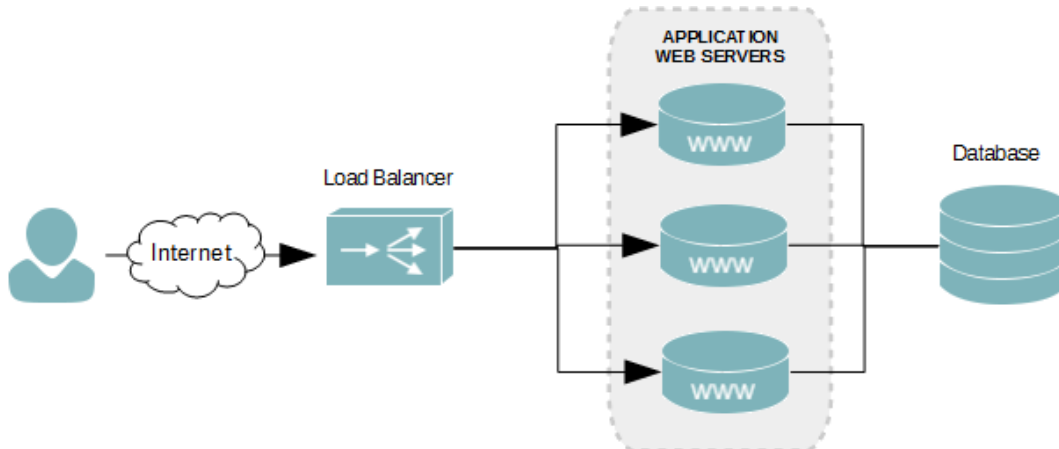 APPLICATION
WEB SERVERS
WWW
Load Balancer
Database
Internet
WWW
WWW